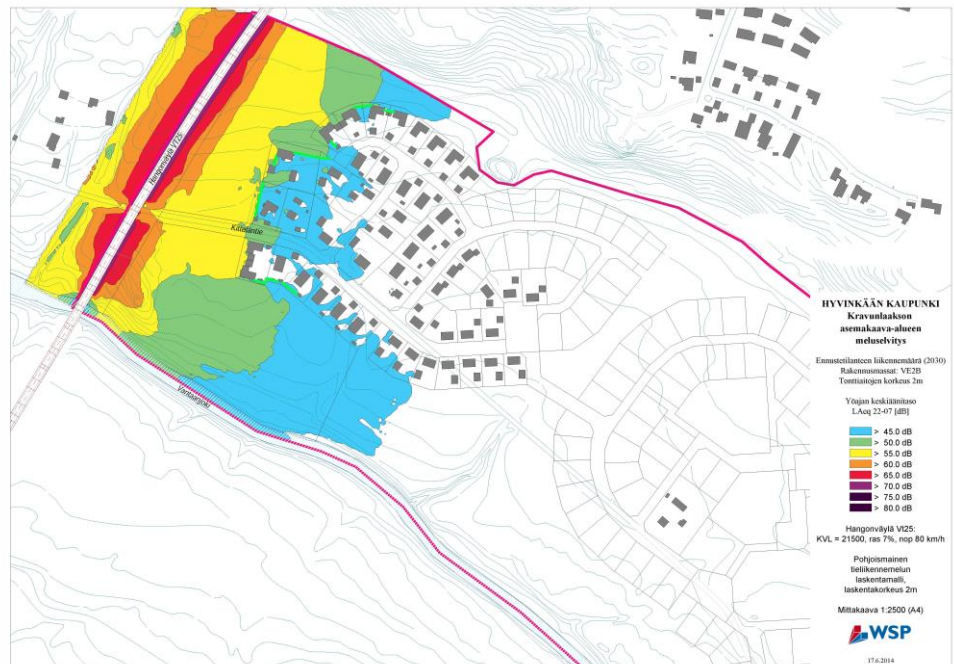 Hangonväylä Vt25
Kittelantie
Vantaanjoki
HYVINKÄÄN KAUPUNKI
Kravunlaakson
asemakaava-alueen
meluselvitys
Ennustetilanteen liikennemäärä (2030)
Rakennusmassat: VE2B
Tonttiaitojen korkeus 2m
Yöajan keskiäänitaso
LAeq 22-07 [dB]
> 45.0 dB
> 50.0 dB
> 55.0 dB
> 60.0 dB
> 65.0 dB
> 70.0 dB
> 75.0 dB
> 80.0 dB
Hangonväylä Vt25:
KVL = 21500, ras 7%, nop 80 km/h
Pohjoismainen
tieliikennemelun
laskentamalli,
laskentakorkeus 2m
Mittakaava 1:2500 (A4)
WSP
17.6.2014